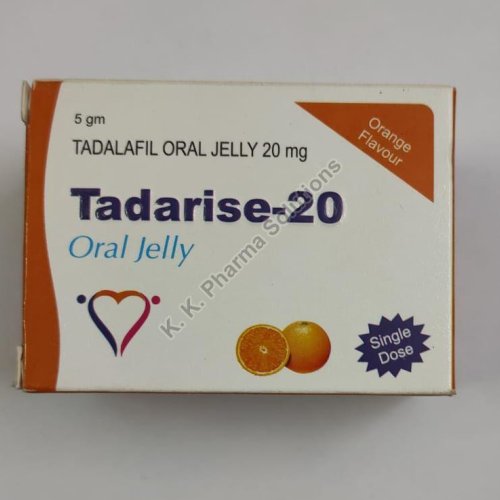 5 gm
TADALAFIL ORAL JELLY 20 mg
Orange
Flavour
Tadarise-20
Oral Jelly
Single
Dose
K. K. Pharma Solutions